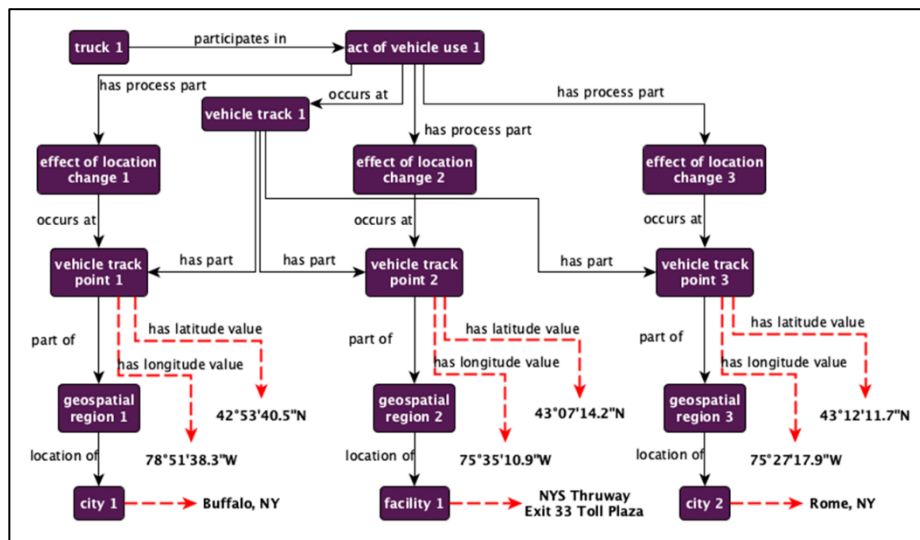 truck 1
participates in
act of vehicle use 1
has process part
occurs at
has process part
vehicle track 1
has process part
effect of location
change 1
effect of location
change 2
effect of location
change 3
occurs at
occurs at
occurs at
vehicle track
point 1
has part
has part
vehicle track
point 2
has part
vehicle track
point 3
part of
has latitude value
has longitude value
part of
has latitude value
has longitude value
part of
has latitude value
has longitude value
geospatial
region 1
42°53'40.5"N
geospatial
region 2
43°07'14.2"N
geospatial
region 3
43°12'11.7"N
location of
78°51'38.3"W
location of
75°35'10.9"W
location of
75°27'17.9"W
city 1
Buffalo, NY
facility 1
NYS Thruway
Exit 33 Toll Plaza
city 2
Rome, NY